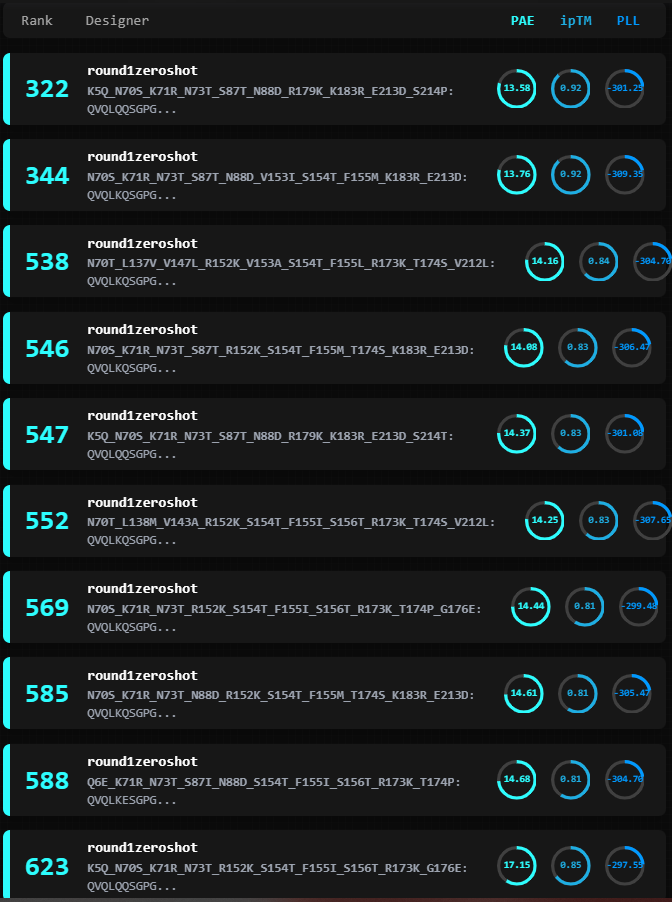 Rank Designer PAE ipTM PLL
322 round1zeroshot
K5Q_N70S_K71R_N73T_S87T_N88D_R179K_K183R_E213D_S214P: 13.58 0.92 -301.25
QVQLQQSGPG...
344 round1zeroshot
N70S_K71R_N73T_S87T_N88D_V153I_S154T_F155M_K183R_E213D: 13.76 0.92 -309.35
QVQLKQSGPG...
538 round1zeroshot
N70T_L137V_V147L_R152K_V153A_S154T_F155L_R173K_T174S_V212L: 14.16 0.84 -304.70
QVQLKQSGPG...
546 round1zeroshot
N70S_K71R_N73T_S87T_R152K_S154T_F155M_T174S_K183R_E213D: 14.08 0.83 -306.47
QVQLKQSGPG...
547 round1zeroshot
K5Q_N70S_K71R_N73T_S87T_N88D_R179K_K183R_E213D_S214T: 14.37 0.83 -301.08
QVQLQQSGPG...
552 round1zeroshot
N70T_L138M_V143A_R152K_S154T_F155I_S156T_R173K_T174S_V212L: 14.25 0.83 -307.65
QVQLKQSGPG...
569 round1zeroshot
N70S_K71R_N73T_R152K_S154T_F155I_S156T_R173K_T174P_G176E: 14.44 0.81 -299.48
QVQLKQSGPG...
585 round1zeroshot
N70S_K71R_N73T_N88D_R152K_S154T_F155M_T174S_K183R_E213D: 14.61 0.81 -305.47
QVQLKQSGPG...
588 round1zeroshot
Q6E_K71R_N73T_S87I_N88D_S154T_F155I_S156T_R173K_T174P: 14.68 0.81 -304.70
QVQLKESGPG...
623 round1zeroshot
K5Q_N70S_K71R_N73T_R152K_S154T_F155I_S156T_R173K_G176E: 17.15 0.85 -297.55
QVQLQQSGPG...